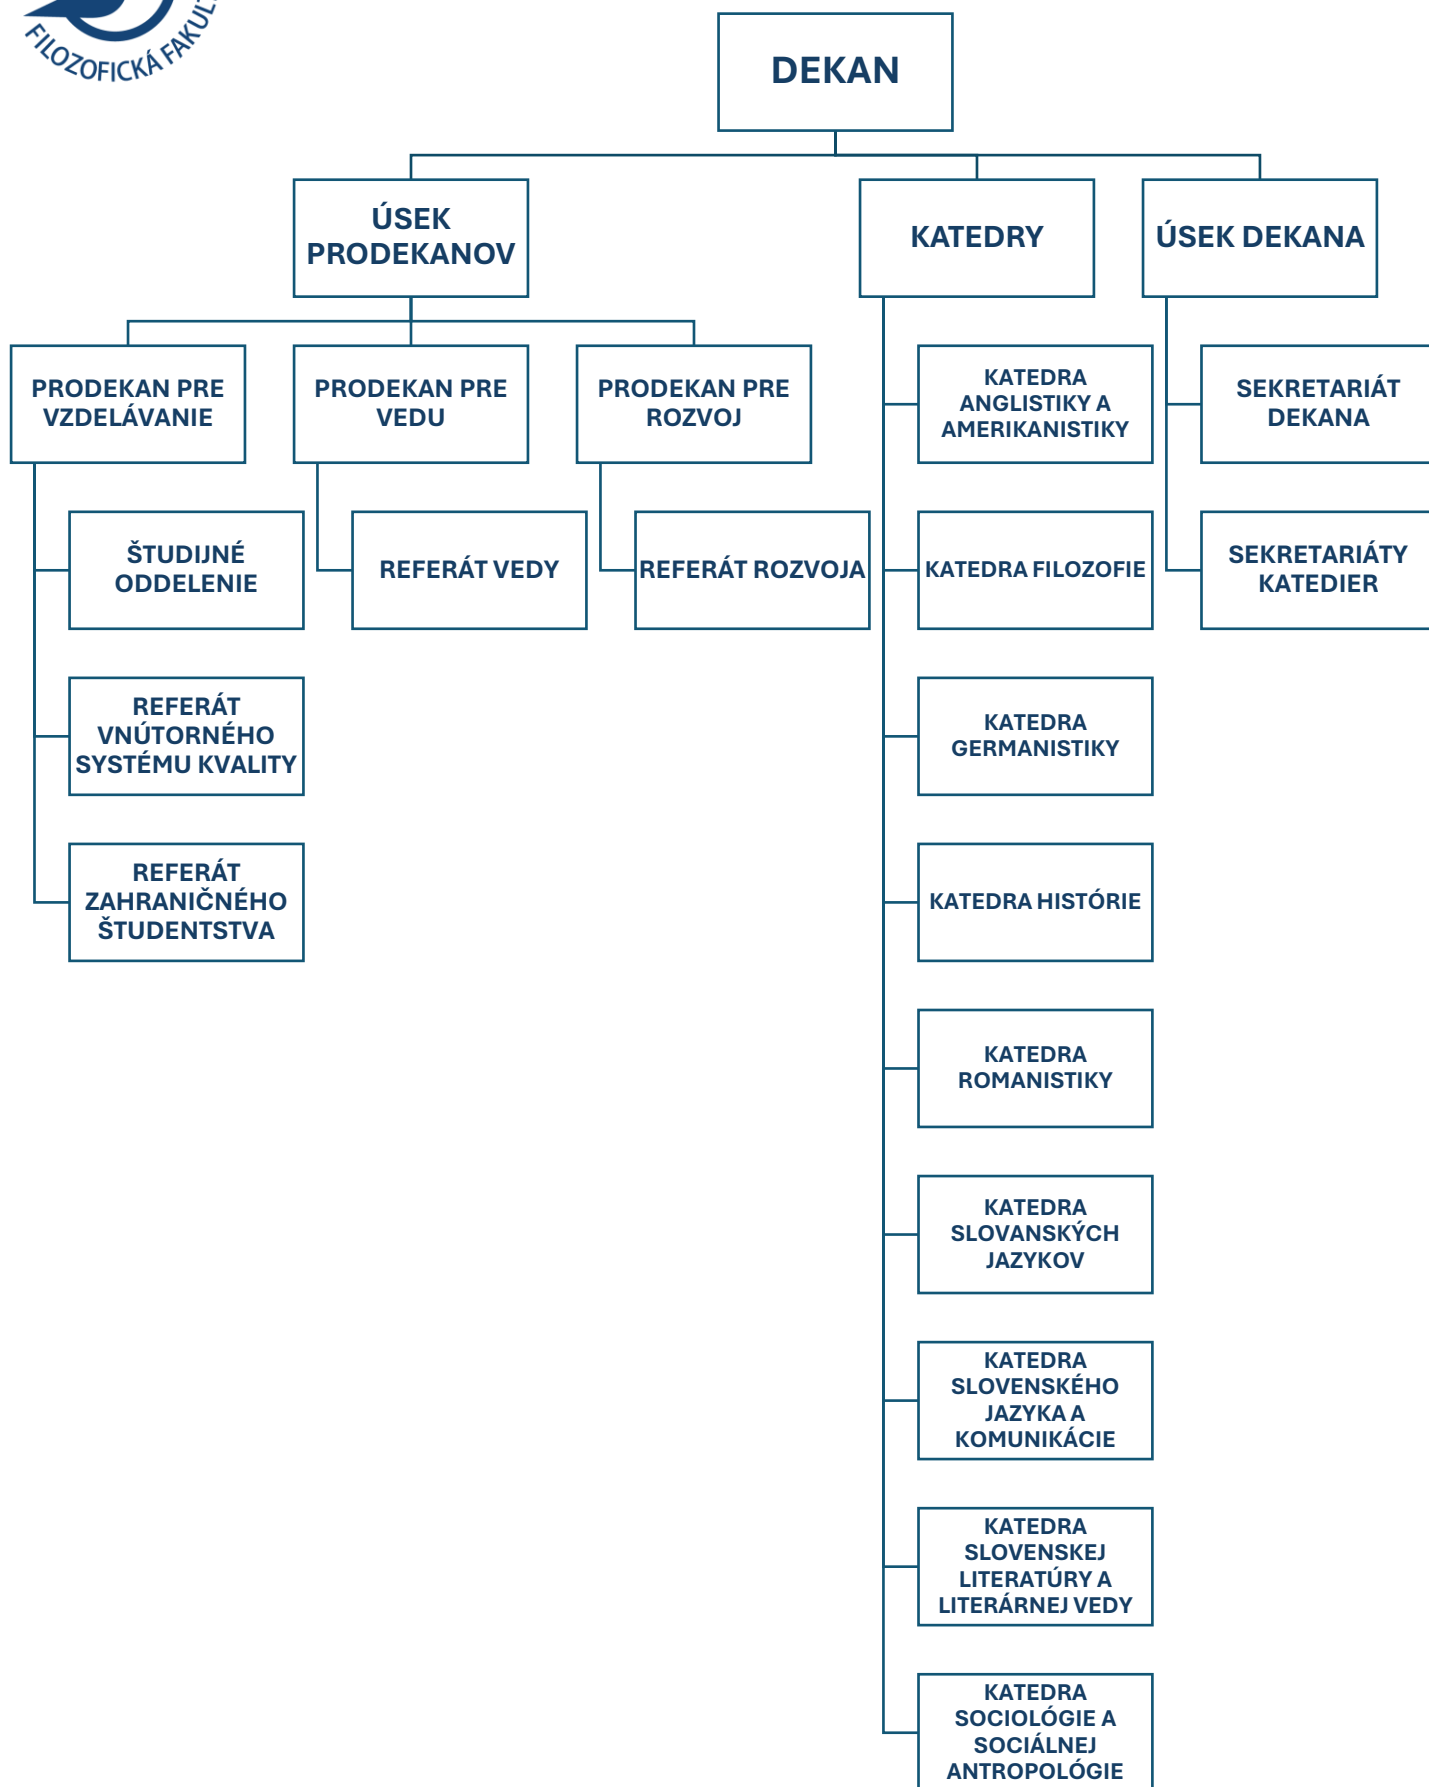 FILOZOFICKÁ
DEKAN
ÚSEK
PRODEKANOV
KATEDRY
ÚSEK DEKANA
PRODEKAN PRE
VZDELÁVANIE
PRODEKAN PRE
VEDU
PRODEKAN PRE
ROZVOJ
KATEDRA
ANGLISTIKY A
AMERIKANISTIKY
SEKRETARIÁT
DEKANA
ŠTUDIJNÉ
ODDELENIE
REFERÁT VEDY
REFERÁT ROZVOJA
KATEDRA FILOZOFIE
SEKRETARIÁTY
KATEDIER
REFERÁT
VNÚTORNÉHO
SYSTÉMU KVALITY
KATEDRA
GERMANISTIKY
REFERÁT
ZAHRANIČNÉHO
ŠTUDENTSTVA
KATEDRA HISTÓRIE
KATEDRA
ROMANISTIKY
KATEDRA
SLOVANSKÝCH
JAZYKOV
KATEDRA
SLOVENSKÉHO
JAZYKA A
KOMUNIKÁCIE
KATEDRA
SLOVENSKEJ
LITERATÚRY A
LITERÁRNEJ VEDY
KATEDRA
SOCIOLÓGIE A
SOCIÁLNEJ
ANTROPOLÓGIE